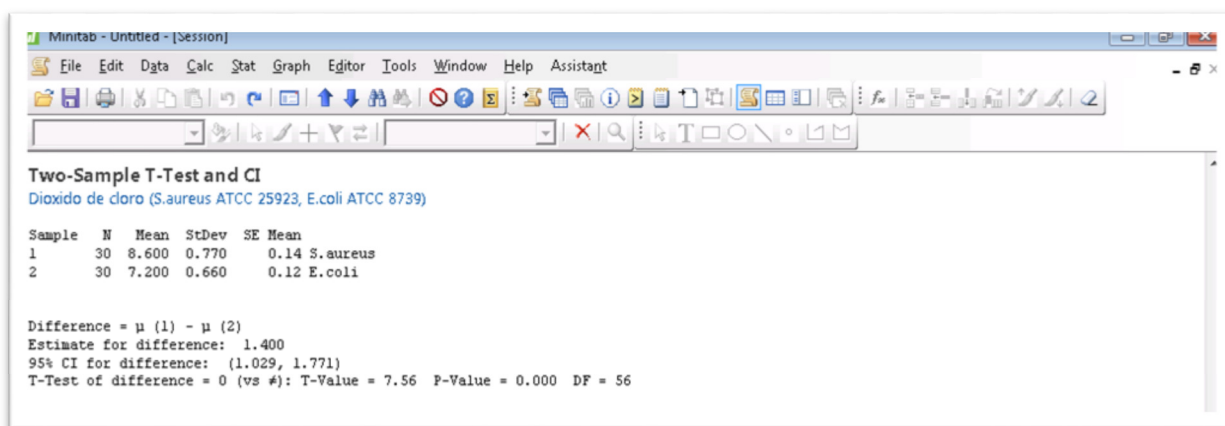 Minitab - Untitled - [Session]
File Edit Data Calc Stat Graph Editor Tools Window Help Assistant
Two-Sample T-Test and CI
Dioxido de cloro (S.aureus ATCC 25923, E.coli ATCC 8739)
Sample N Mean StDev SE Mean
1 30 8.600 0.770 0.14 S.aureus
2 30 7.200 0.660 0.12 E.coli
Difference = μ (1) - μ (2)
Estimate for difference: 1.400
95% CI for difference: (1.029, 1.771)
T-Test of difference = 0 (vs ≠): T-Value = 7.56 P-Value = 0.000 DF = 56